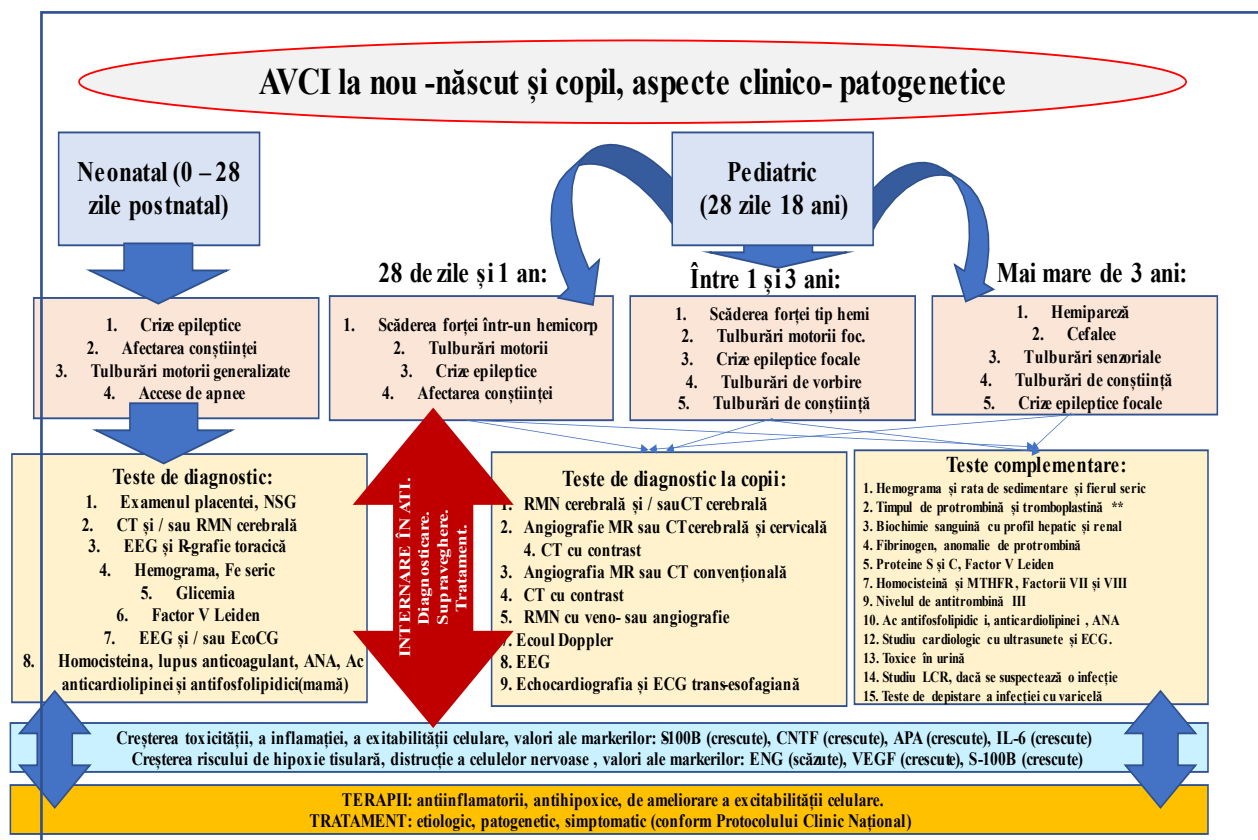 AVCI la nou -născut și copil, aspecte clinico- patogenetice
Neonatal (0 – 28
zile postnatal)
Pediatric
(28 zile 18 ani)
28 de zile și 1 an:
Între 1 și 3 ani:
Mai mare de 3 ani:
1. Crize epileptice
2. Afectarea conștiinței
3. Tulburări motorii generalizate
4. Accese de apnee
1. Scăderea forței într-un hemicorp
2. Tulburări motorii
3. Crize epileptice
4. Afectarea conștiinței
1. Scăderea forței tip hemi
2. Tulburări motorii foc.
3. Crize epileptice focale
4. Tulburări de vorbire
5. Tulburări de conștiință
1. Hemipareză
2. Cefalee
3. Tulburări senzoriale
4. Tulburări de conștiință
5. Crize epileptice focale
Teste de diagnostic:
1. Examenul placentei, NSG
2. CT și / sau RMN cerebrală
3. EEG și R-grafie toracică
4. Hemograma, Fe seric
5. Glicemia
6. Factor V Leiden
7. EEG și / sau EcoCG
8. Homocisteina, lupus anticoagulant, ANA, Ac
anticardiolipinei și antifosfolipidici(mamă)
INTERNARE ÎN ATI.
Diagnosticare.
Supraveghere.
Tratament.
Teste de diagnostic la copii:
1. RMN cerebrală și / sau CT cerebrală
2. Angiografie MR sau CT cerebrală și cervicală
4. CT cu contrast
3. Angiografia MR sau CT convențională
4. CT cu contrast
5. RMN cu veno- sau angiografie
7. Ecoul Doppler
8. EEG
9. Echocardiografia și ECG trans-esofagiană
Teste complementare:
1. Hemograma și rata de sedimentare și fierul seric
2. Timpul de protrombină și tromboplastină **
3. Biochimie sanguină cu profil hepatic și renal
4. Fibrinogen, anomalie de protrombină
5. Proteine S și C, Factor V Leiden
7. Homocisteină și MTHFR, Factorii VII și VIII
9. Nivelul de antitrombină III
10. Ac antifosfolipidic i, anticardiolipinei , ANA
12. Studiu cardiologic cu ultrasunete și ECG.
13. Toxice în urină
14. Studiu LCR, dacă se suspectează o infecție
15. Teste de depistare a infecției cu varicelă
Creșterea toxicității, a inflamației, a exitabilității celulare, valori ale markerilor: S-100B (crescute), CNTF (crescute), APA (crescute), IL-6 (crescute)
Creșterea riscului de hipoxie tisulară, distrucție a celulelor nervoase , valori ale markerilor: ENG (scăzute), VEGF (crescute), S-100B (crescute)
TERAPII: antiinflamatorii, antihipoxice, de ameliorare a excitabilității celulare.
TRATAMENT: etiologic, patogenetic, simptomatic (conform Protocolului Clinic Național)